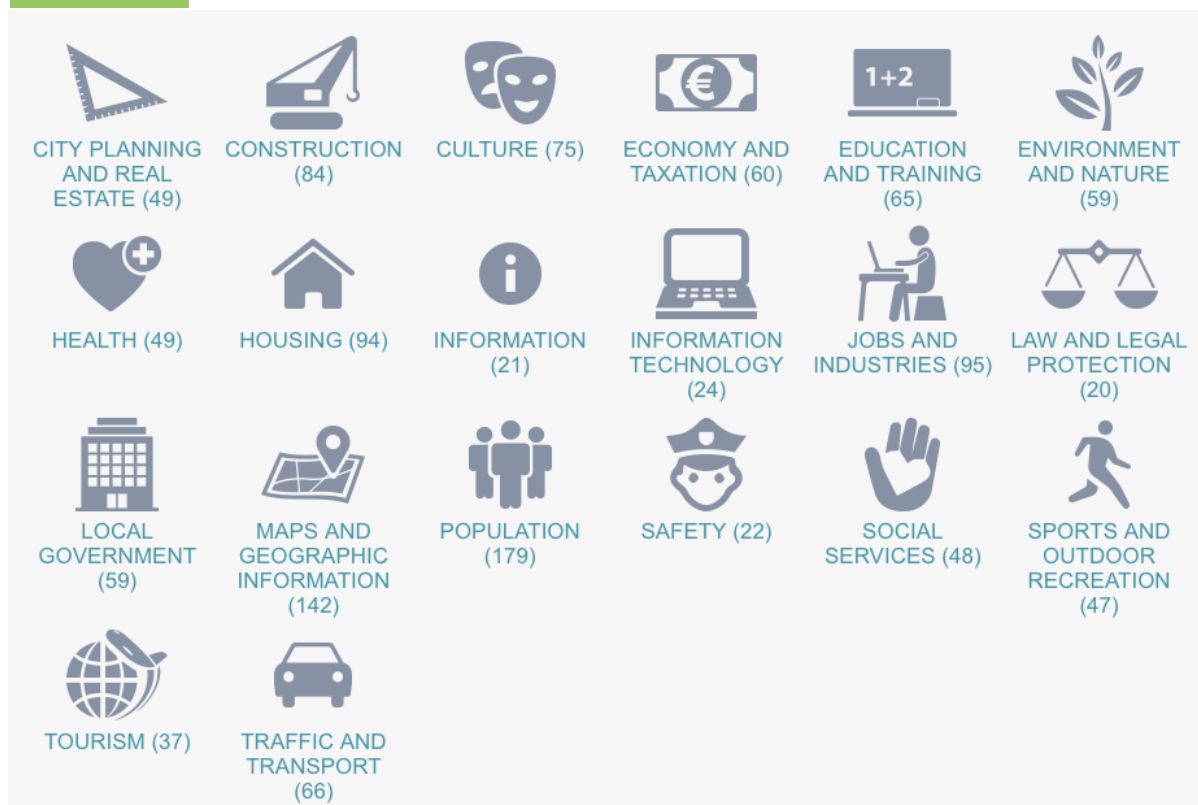 1+2
CITY PLANNING
AND REAL
ESTATE (49)
CONSTRUCTION
(84)
CULTURE (75)
ECONOMY AND
TAXATION (60)
EDUCATION
AND TRAINING
(65)
ENVIRONMENT
AND NATURE
(59)
HEALTH (49)
HOUSING (94)
INFORMATION
(21)
INFORMATION
TECHNOLOGY
(24)
JOBS AND
INDUSTRIES (95)
LAW AND LEGAL
PROTECTION
(20)
LOCAL
GOVERNMENT
(59)
MAPS AND
GEOGRAPHIC
INFORMATION
(142)
POPULATION
(179)
SAFETY (22)
SOCIAL
SERVICES (48)
SPORTS AND
OUTDOOR
RECREATION
(47)
TOURISM (37)
TRAFFIC AND
TRANSPORT
(66)